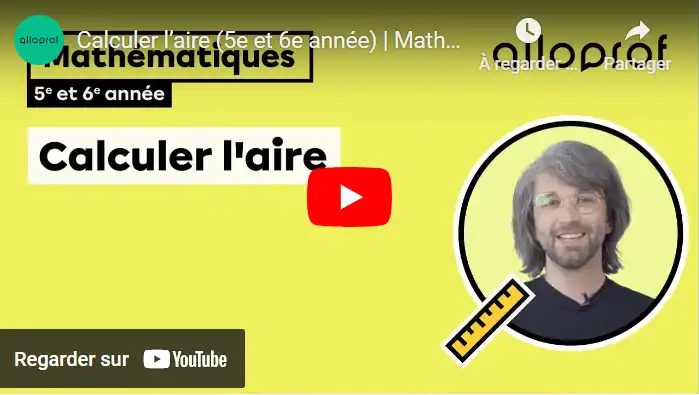 alloprof
Calculer l’aire (5e et 6e année) | Math...
alloprof
À regarder ...
Partager
Mathématiques
5e et 6e année
Calculer l'aire
Regarder sur YouTube